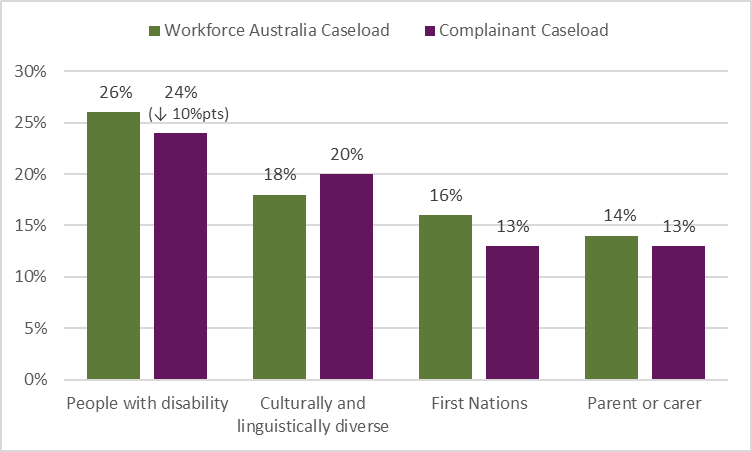 Workforce Australia Caseload
Complainant Caseload
30%
25%
20%
15%
10%
5%
0%
26%
24%
(↓ 10%pts)
18%
20%
16%
13%
14%
13%
People with disability
Culturally and
linguistically diverse
First Nations
Parent or carer